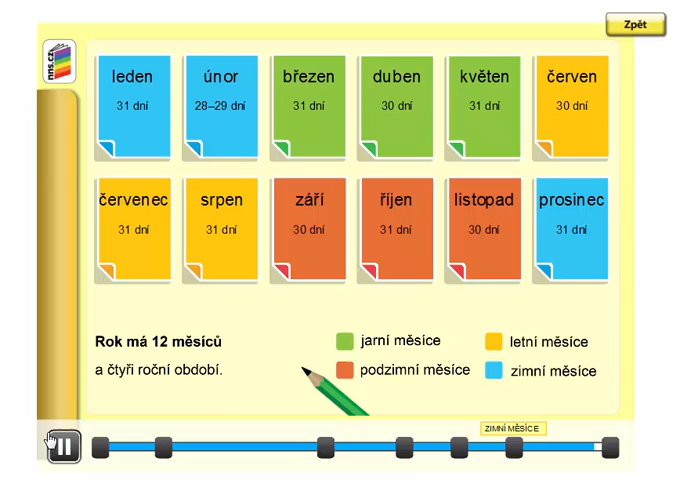 Zpět
nns.cz
leden únor březen duben květen červen
31 dní 28–29 dní 31 dní 30 dní 31 dní 30 dní
červenec srpen září říjen listopad prosinec
31 dní 31 dní 30 dní 31 dní 30 dní 31 dní
Rok má 12 měsíců
a čtyři roční období.
jarní měsíce letní měsíce
podzimní měsíce zimní měsíce
ZIMNÍ MĚSÍCE